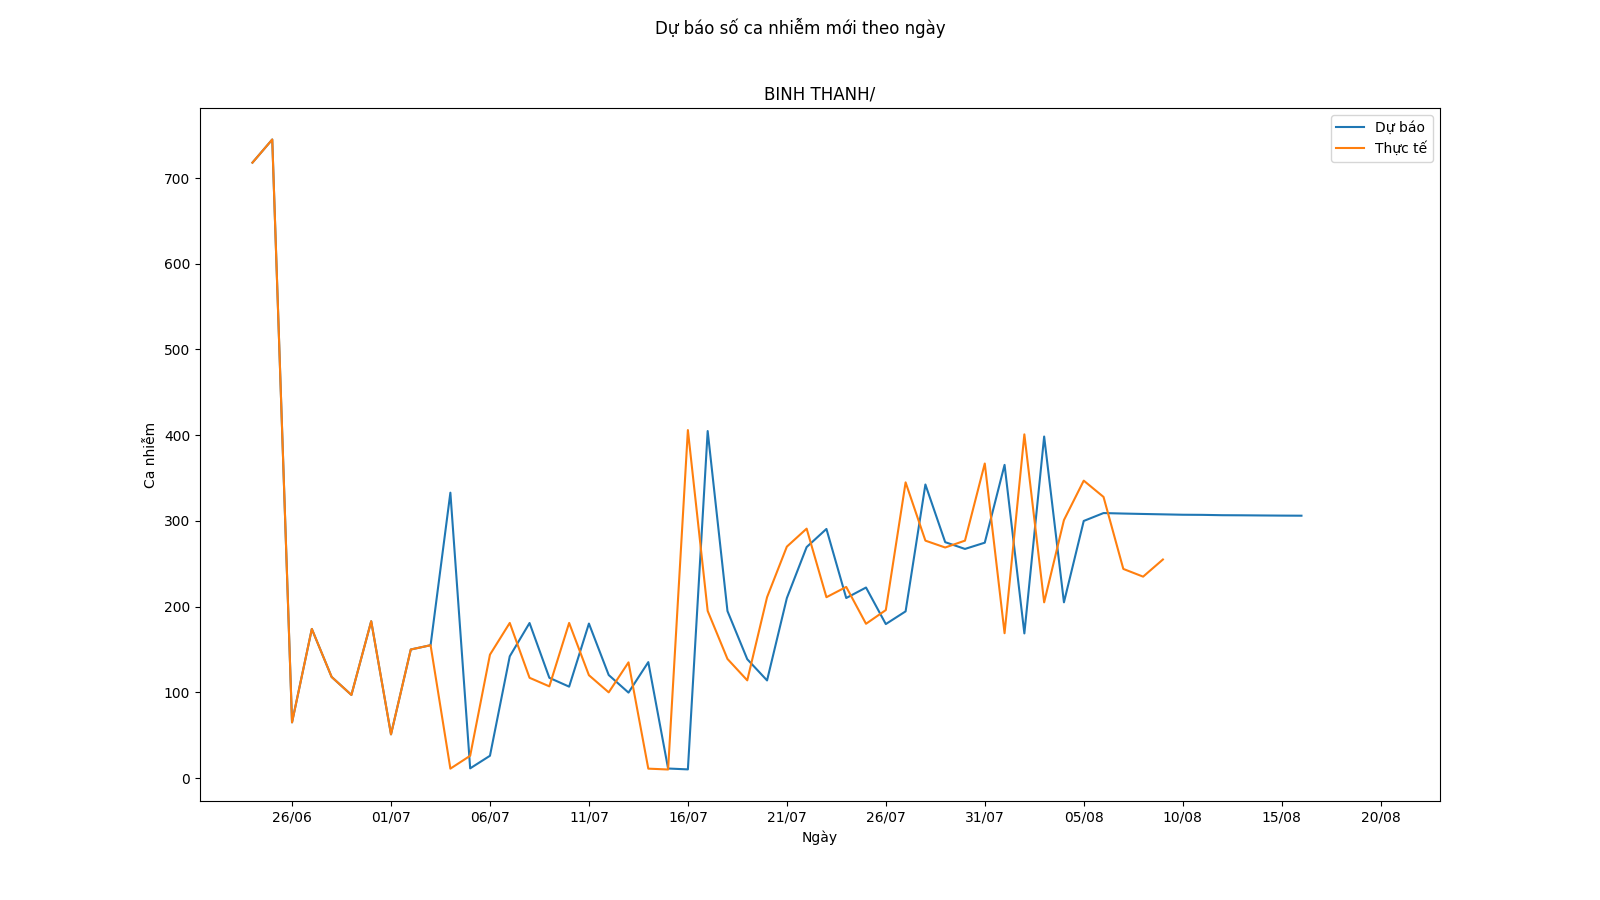 Dự báo số ca nhiễm mới theo ngày
BINH THANH/
Dự báo
Thực tế
700
600
500
400
300
200
100
0
Ca nhiễm
26/06 01/07 06/07 11/07 16/07 21/07 26/07 31/07 05/08 10/08 15/08 20/08
Ngày